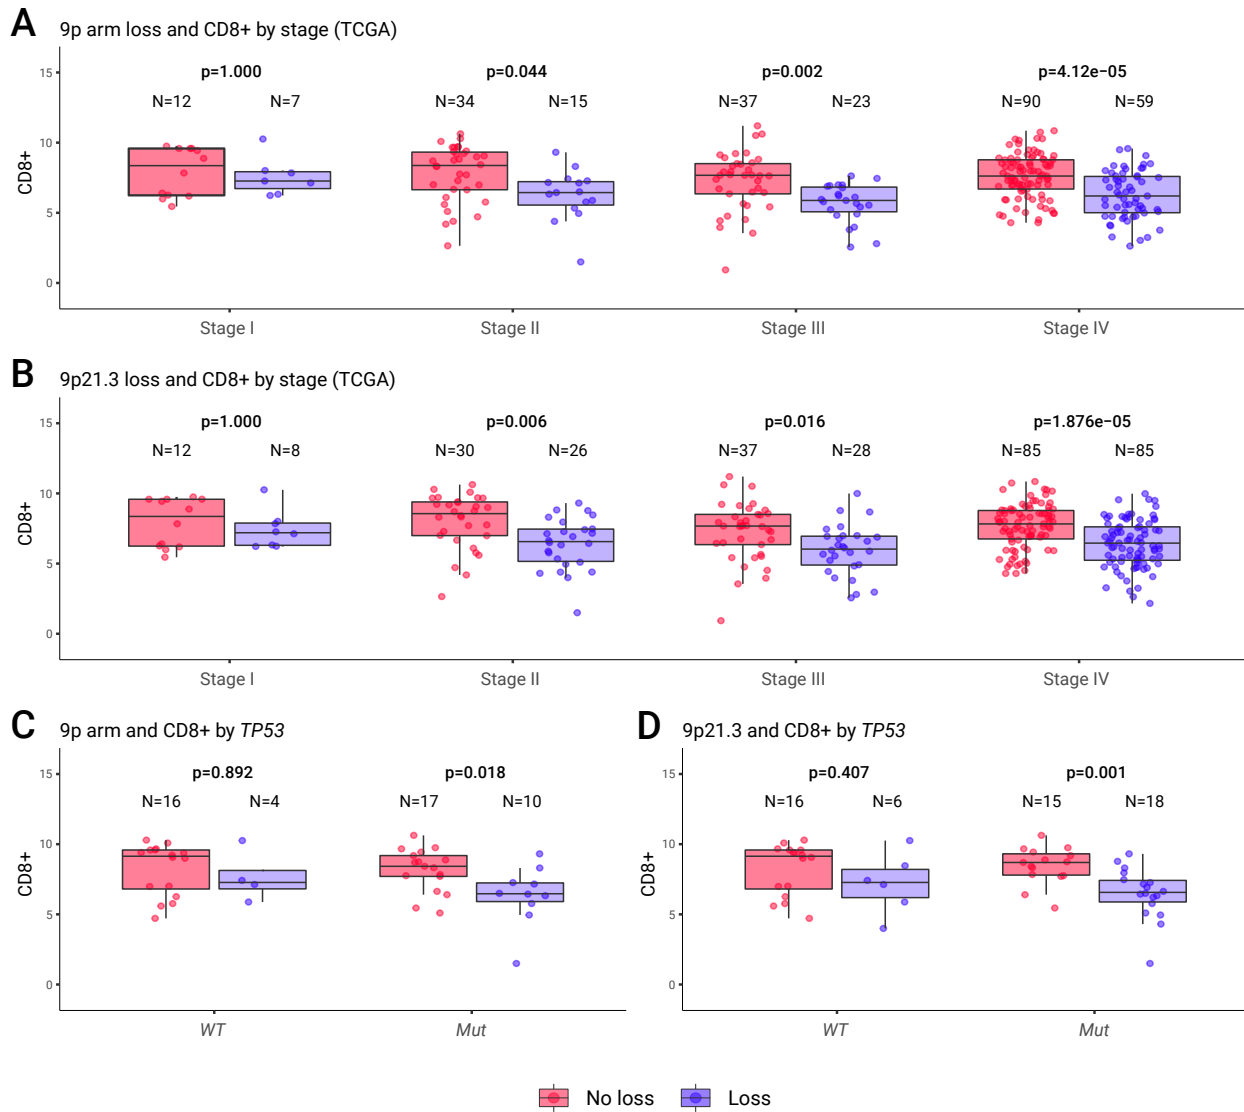 A
9p arm loss and CD8+ by stage (TCGA)
15
10
5
0
CD8+
p=1.000
p=0.044
p=0.002
p=4.12e−05
N=12
N=7
N=34
N=15
N=37
N=23
N=90
N=59
Stage I
Stage II
Stage III
Stage IV
B
9p21.3 loss and CD8+ by stage (TCGA)
15
10
5
0
CD8+
p=1.000
p=0.006
p=0.016
p=1.876e−05
N=12
N=8
N=30
N=26
N=37
N=28
N=85
N=85
Stage I
Stage II
Stage III
Stage IV
C
9p arm and CD8+ by TP53
15
10
5
0
CD8+
p=0.892
p=0.018
N=16
N=4
N=17
N=10
WT
Mut
D
9p21.3 and CD8+ by TP53
15
10
5
0
CD8+
p=0.407
p=0.001
N=16
N=6
N=15
N=18
WT
Mut
No loss
Loss